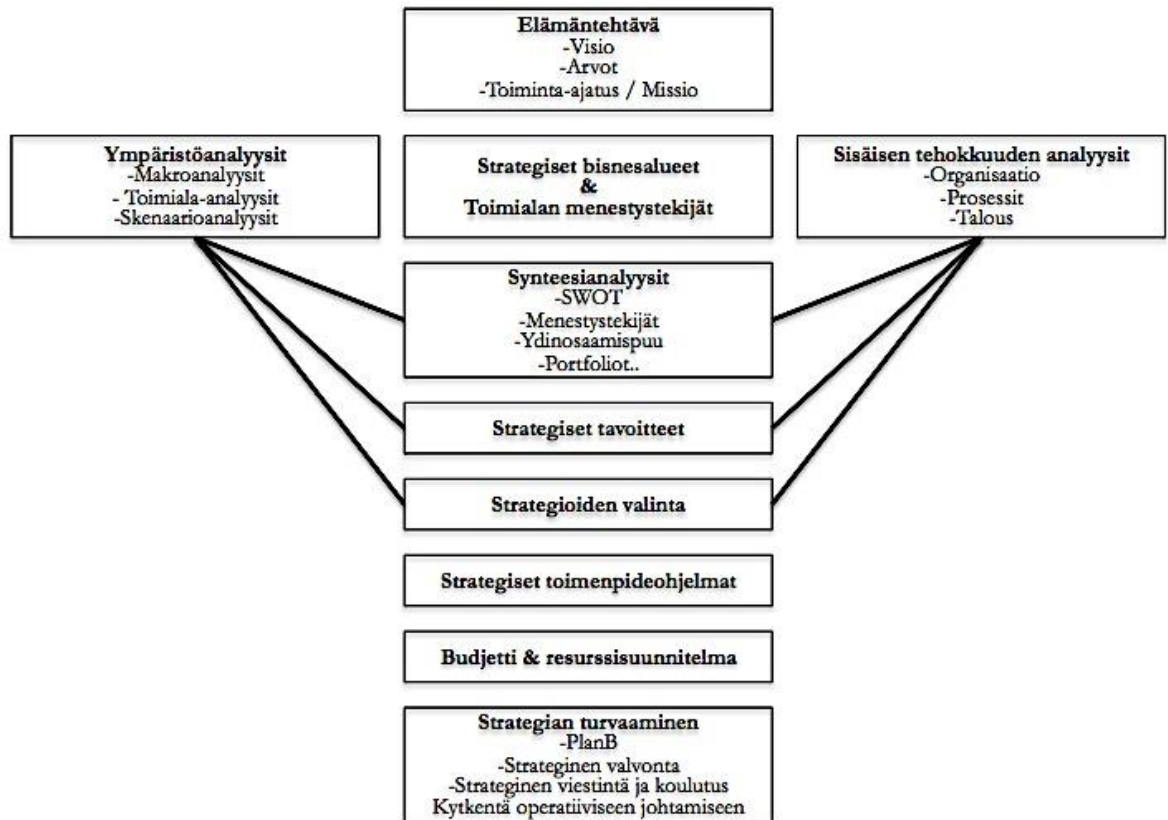 Elämäntehtävä
-Visio
-Arvot
-Toiminta-ajatus / Missio
Ympäristöanalyysit
-Makroanalyysit
- Toimiala-analyysit
-Skenaarioanalyysit
Strategiset bisnesalueet
&
Toimialan menestystekijät
Sisäisen tehokkuuden analyysit
-Organisaatio
-Prosessit
-Talous
Synteesianalyysit
-SWOT
-Menestystekijät
-Ydinosaamispuu
-Portfoliot..
Strategiset tavoitteet
Strategioiden valinta
Strategiset toimenpideohjelmat
Budjetti & resurssisuunnitelma
Strategian turvaaminen
-PlanB
-Strateginen valvonta
-Strateginen viestintä ja koulutus
Kytkentä operatiiviseen johtamiseen